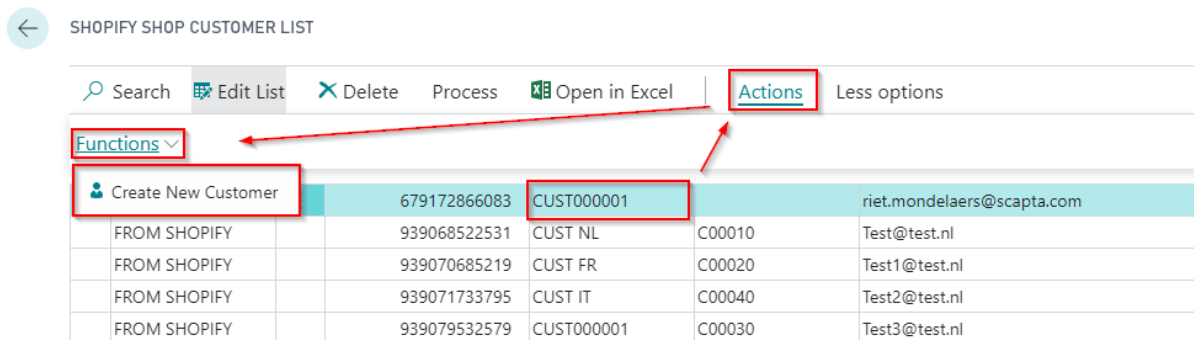 SHOPIFY SHOP CUSTOMER LIST
Search Edit List Delete Process Open in Excel Actions Less options
Functions
Create New Customer
679172866083 CUST000001 riet.mondelaers@scapta.com
FROM SHOPIFY 939068522531 CUST NL C00010 Test@test.nl
FROM SHOPIFY 939070685219 CUST FR C00020 Test1@test.nl
FROM SHOPIFY 939071733795 CUST IT C00040 Test2@test.nl
FROM SHOPIFY 939079532579 CUST000001 C00030 Test3@test.nl